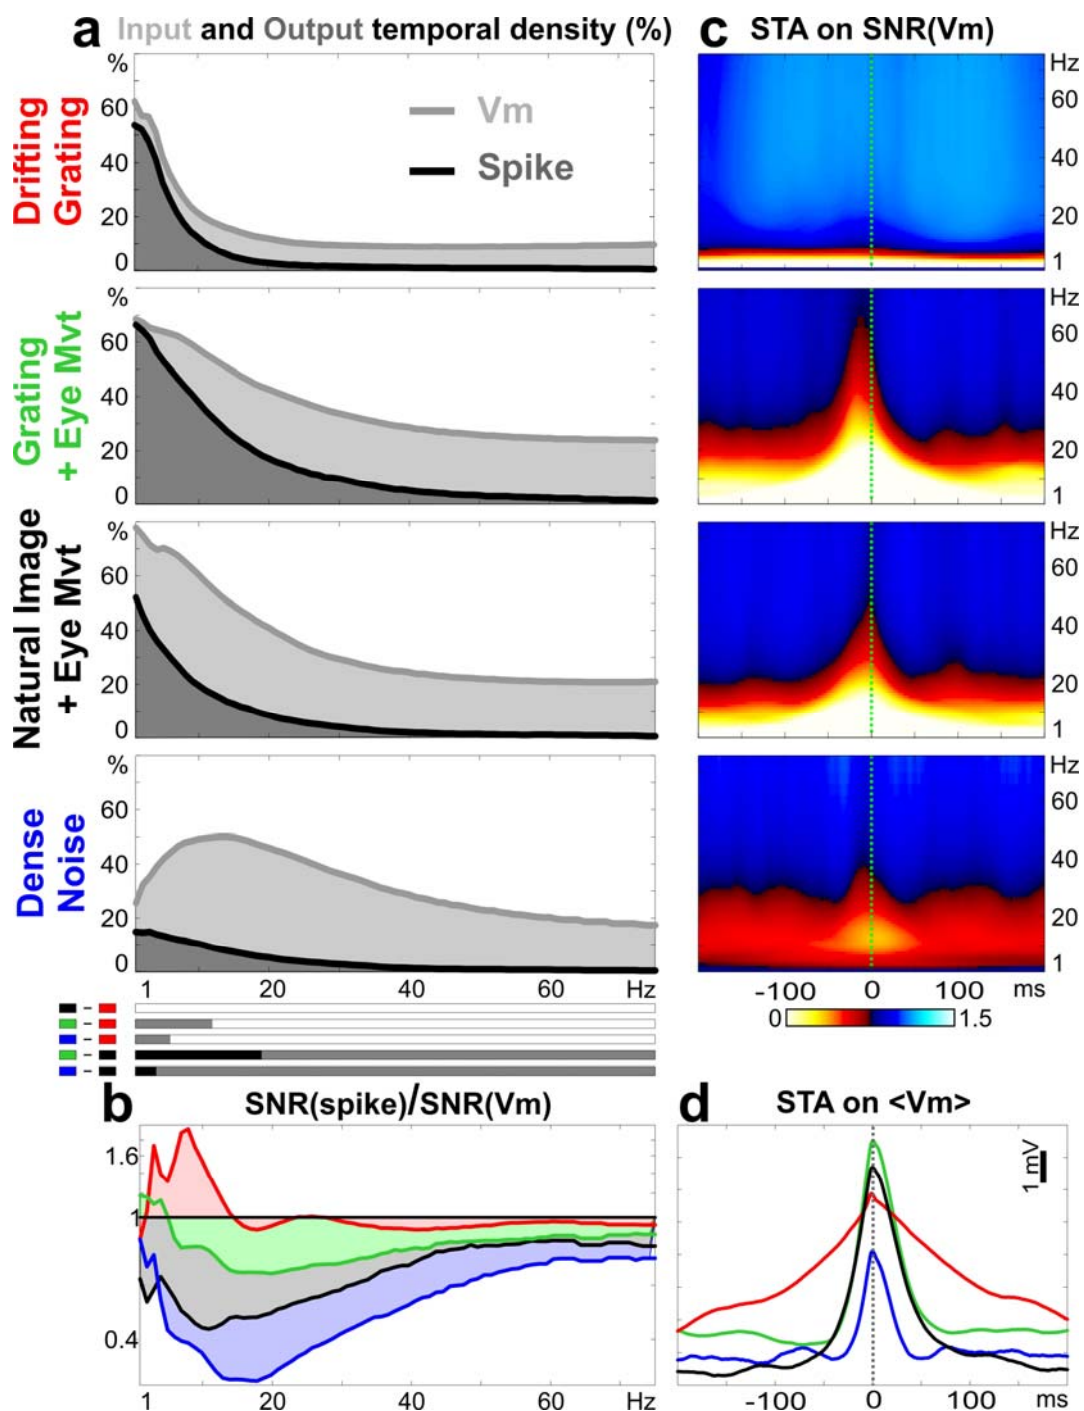 a Input and Output temporal density (%)
c STA on SNR(Vm)
Drifting
Grating
%
60
40
20
0
Vm
Spike
Hz
60
40
20
1
Grating
+ Eye Mvt
%
60
40
20
0
Hz
60
40
20
1
Natural Image
+ Eye Mvt
%
60
40
20
0
Hz
60
40
20
1
Dense
Noise
%
60
40
20
0
1 20 40 60 Hz
Hz
60
40
20
1
-100 0 100 ms
0 1.5
b SNR(spike)/SNR(Vm)
1.6
1
0.4
1 20 40 60 Hz
d STA on <Vm>
1 mV
-100 0 100 ms